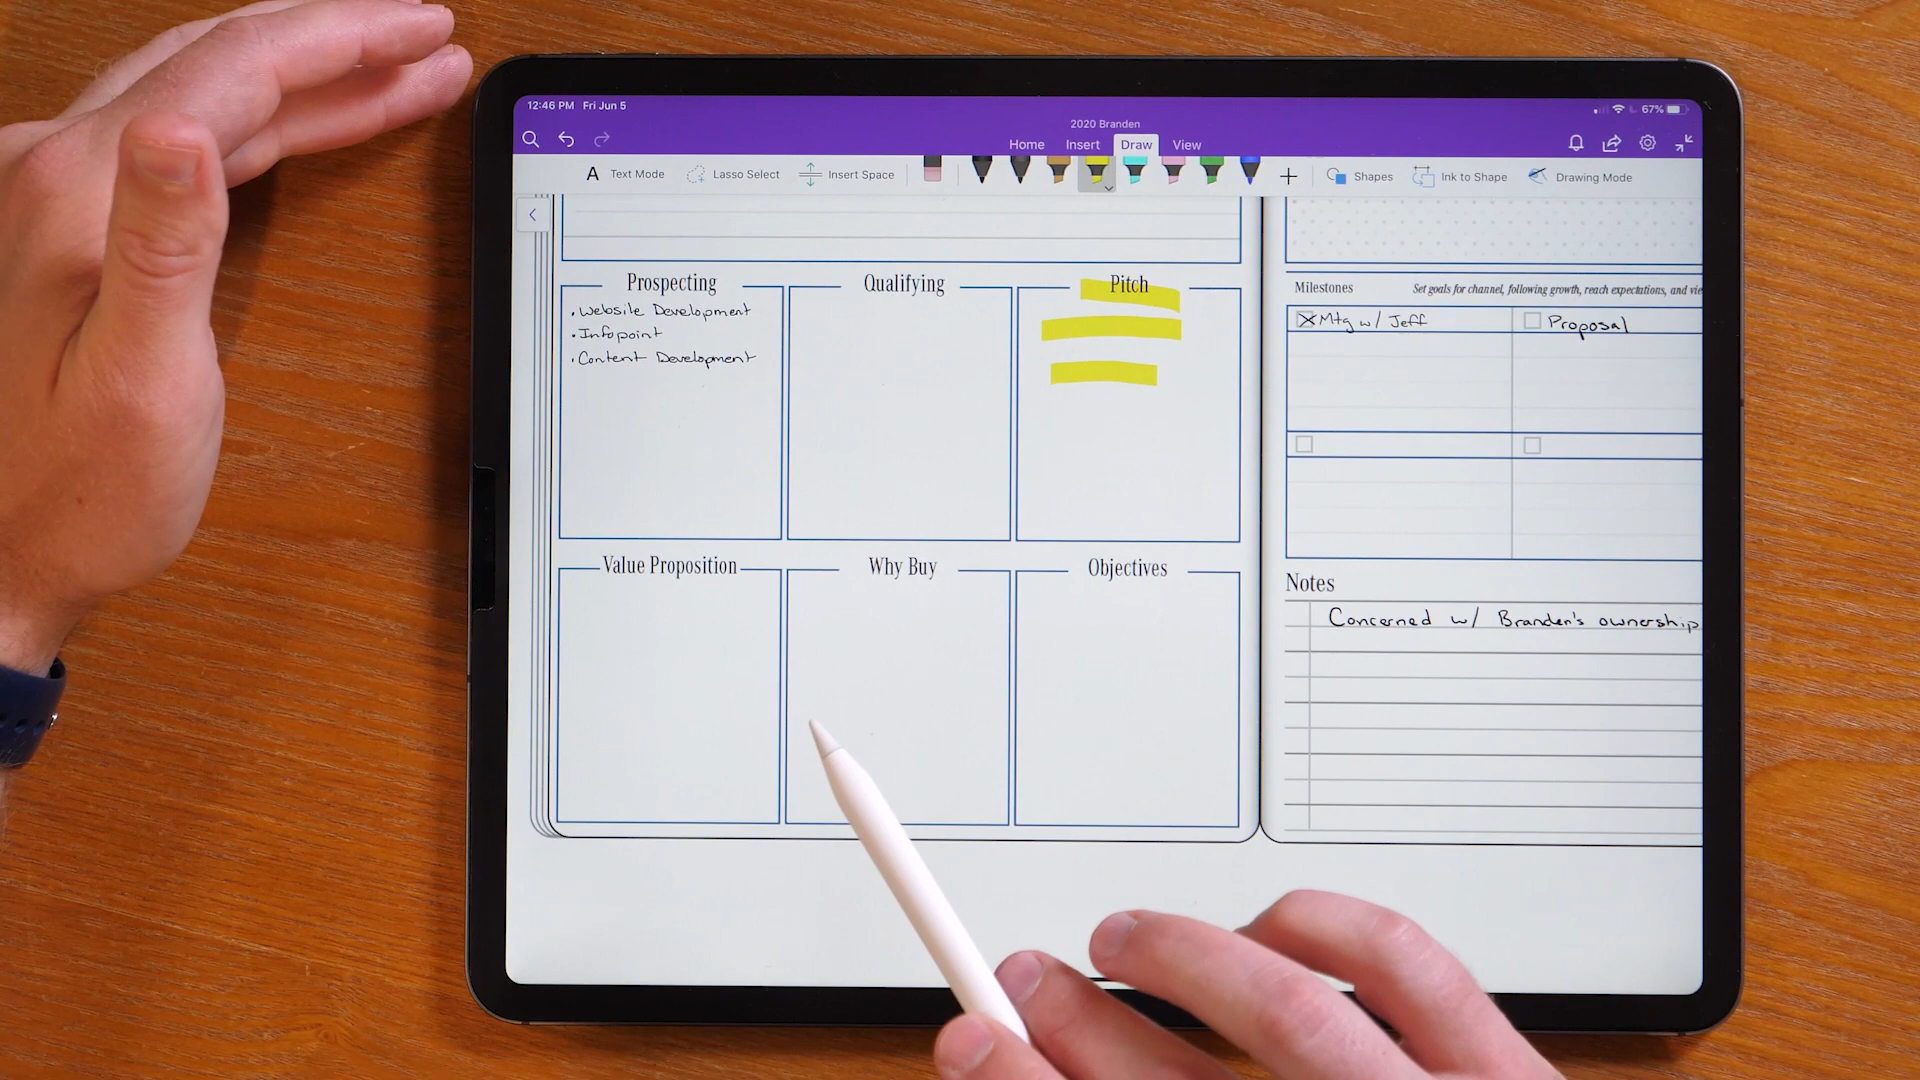 12:46 PM Fri Jun 5
67%
2020 Branden
Home Insert Draw View
A Text Mode Lasso Select Insert Space Shapes Ink to Shape Drawing Mode
Prospecting
• Website Development
• Infopoint
• Content Development
Qualifying
Pitch
Value Proposition
Why Buy
Objectives
Milestones
Set goals for channel, following growth, reach expectations, and vie
Mtg w/ Jeff
Proposal
Notes
Concerned w/ Branden's ownership